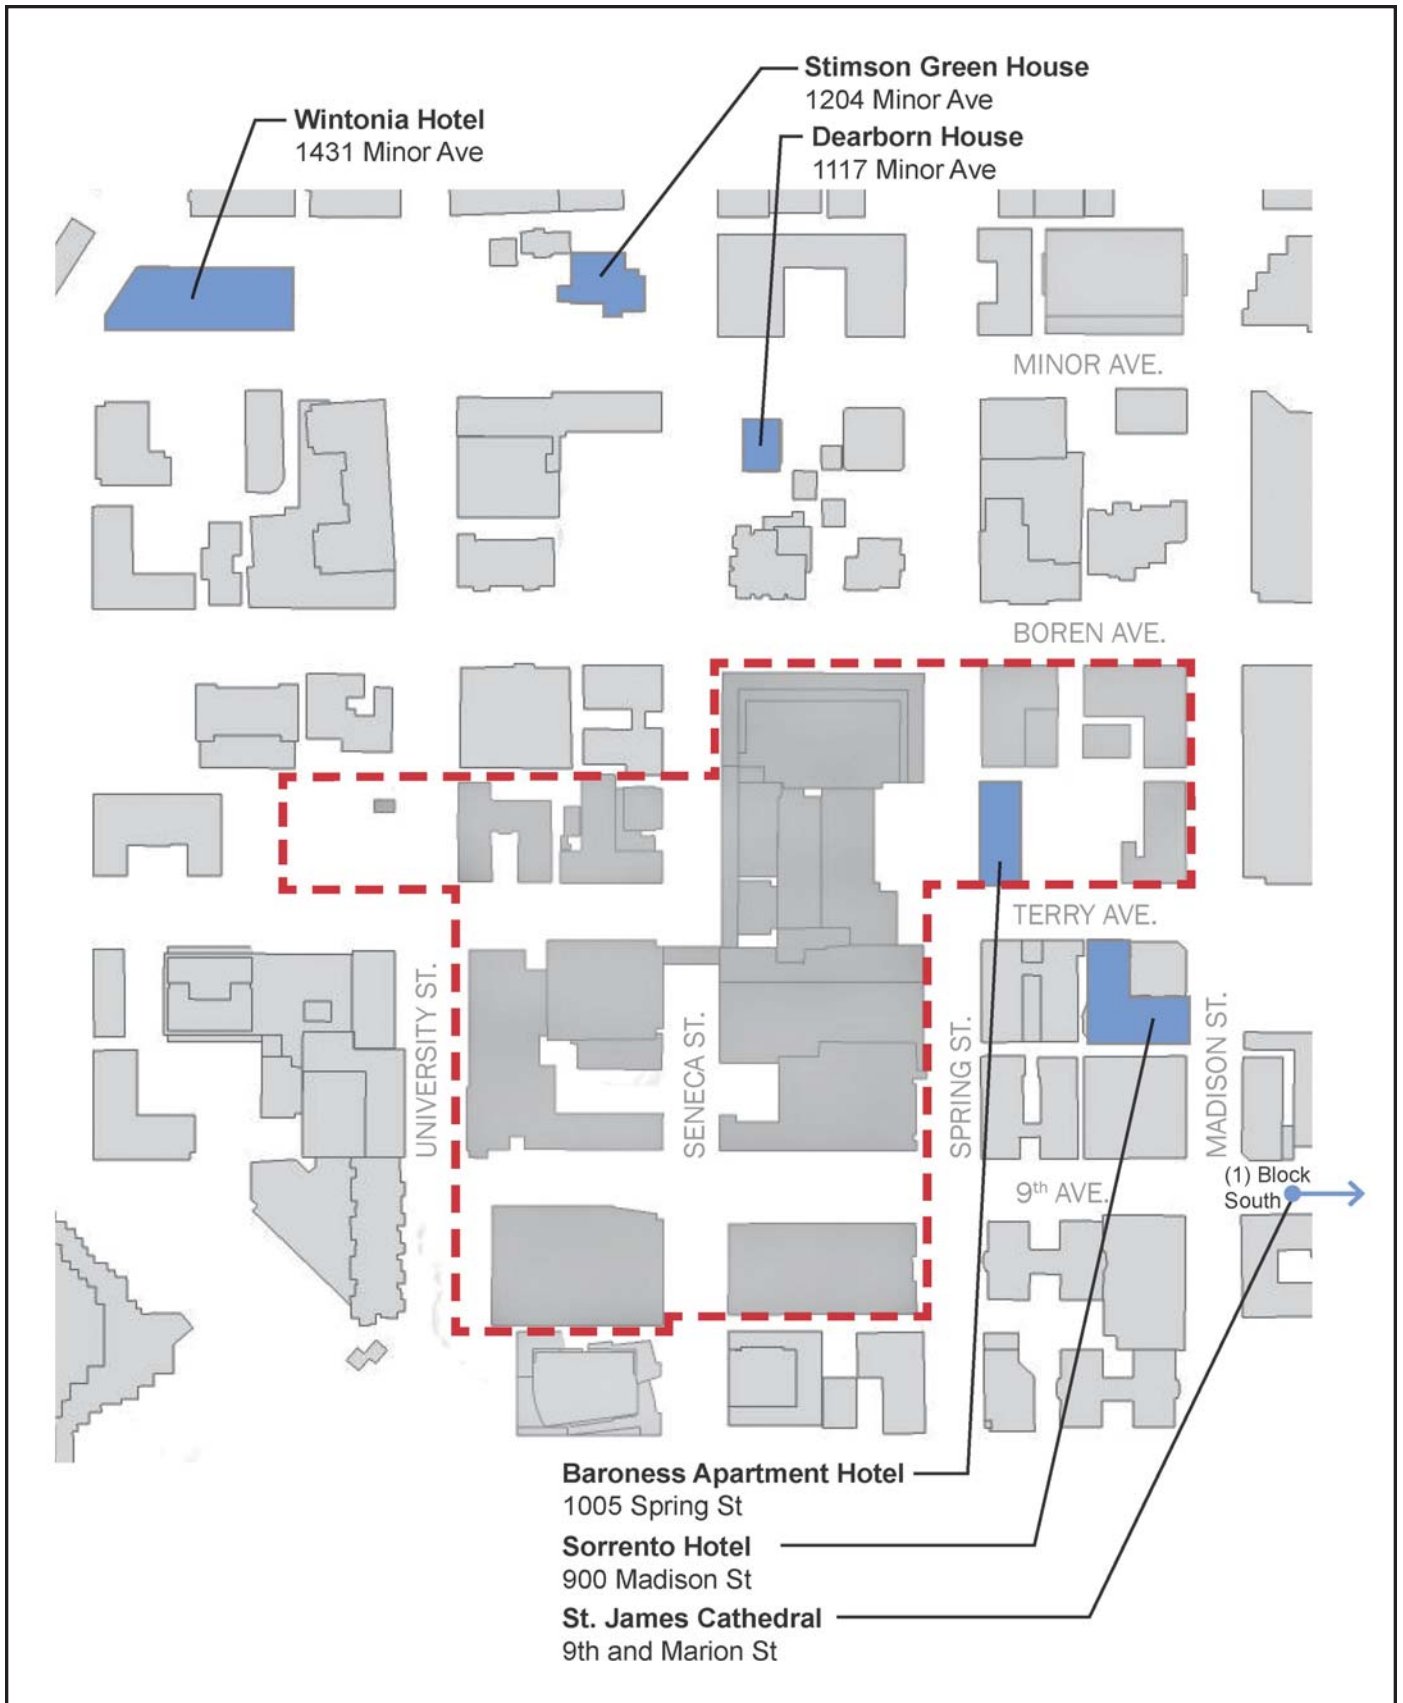 Stimson Green House
1204 Minor Ave
Wintonia Hotel
1431 Minor Ave
Dearborn House
1117 Minor Ave
MINOR AVE.
BOREN AVE.
TERRY AVE.
UNIVERSITY ST.
SENECA ST.
SPRING ST.
MADISON ST.
9th AVE.
(1) Block
South
Baroness Apartment Hotel
1005 Spring St
Sorrento Hotel
900 Madison St
St. James Cathedral
9th and Marion St